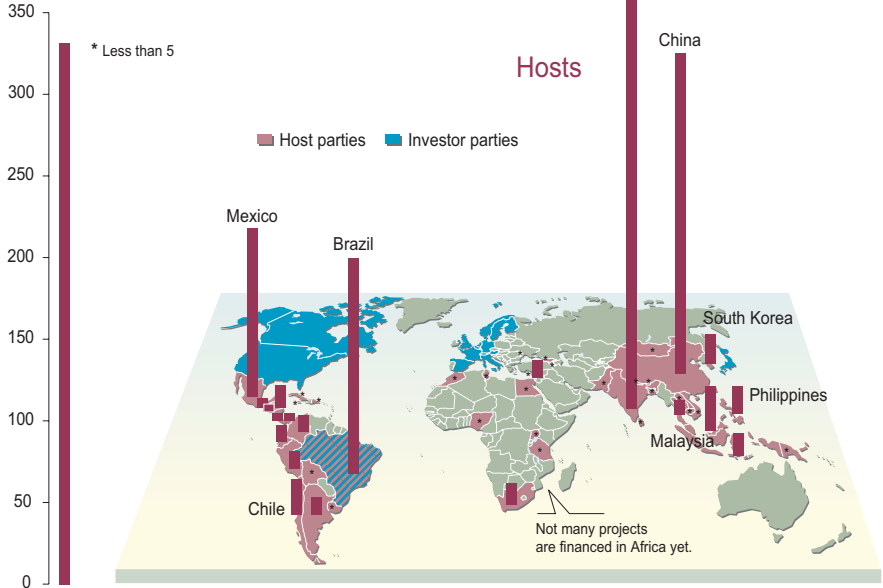 350
300
250
200
150
100
50
0
* Less than 5
Hosts
China
Host parties
Investor parties
Mexico
Brazil
South Korea
Philippines
Malaysia
Chile
Not many projects
are financed in Africa yet.